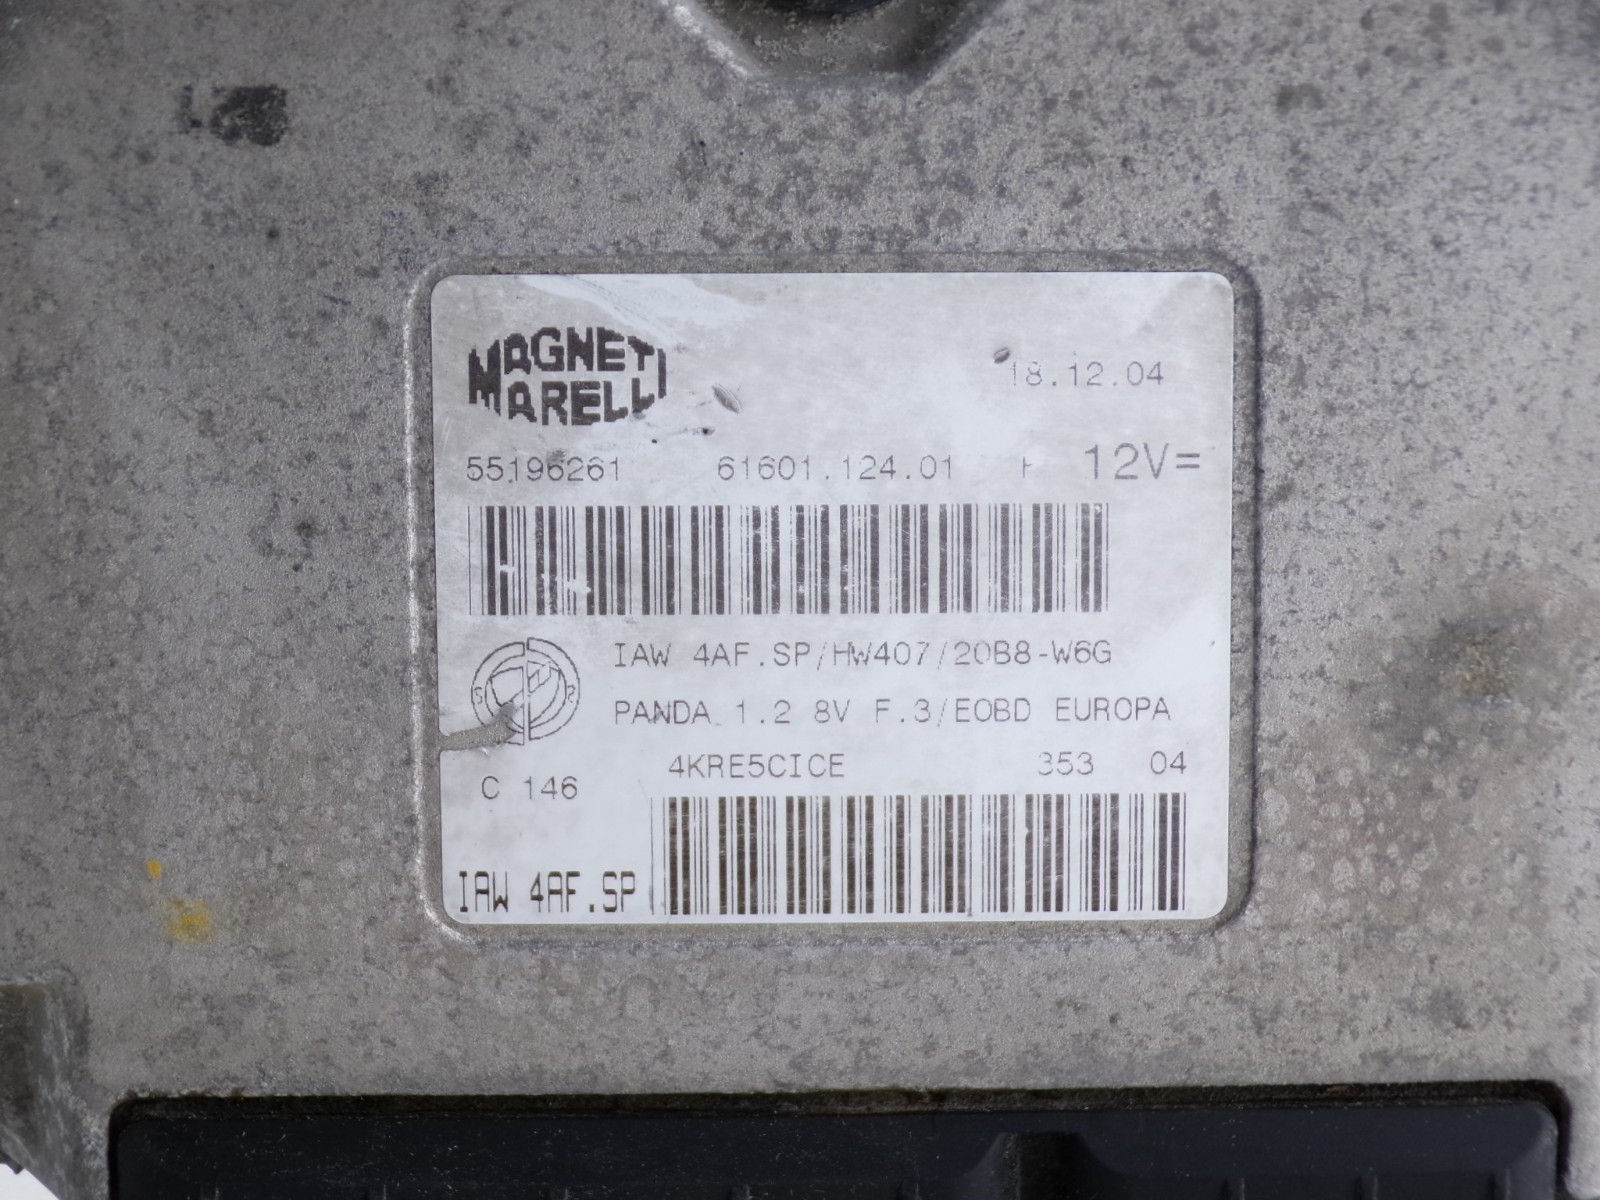 MAGNETI
MARELLI
18.12.04
55196261 61601.124.01 12V=
IAW 4AF.SP/HW407/20B8-W6G
PANDA 1.2 8V F.3/EOBD EUROPA
4KRE5CICE 353 04
C 146
IAW 4AF.SP